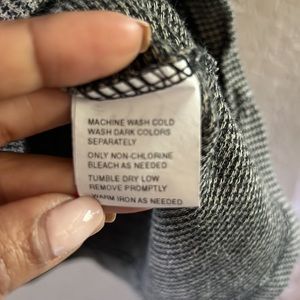 MACHINE WASH COLD
WASH DARK COLORS
SEPARATELY
ONLY NON-CHLORINE
BLEACH AS NEEDED
TUMBLE DRY LOW
REMOVE PROMPTLY
WARM IRON AS NEEDED